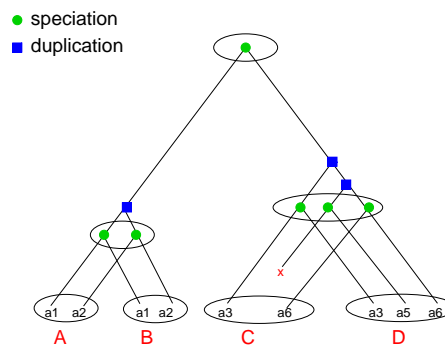 speciation
duplication
x
a1 a2 a1 a2 a3 a6 a3 a5 a6
A B C D